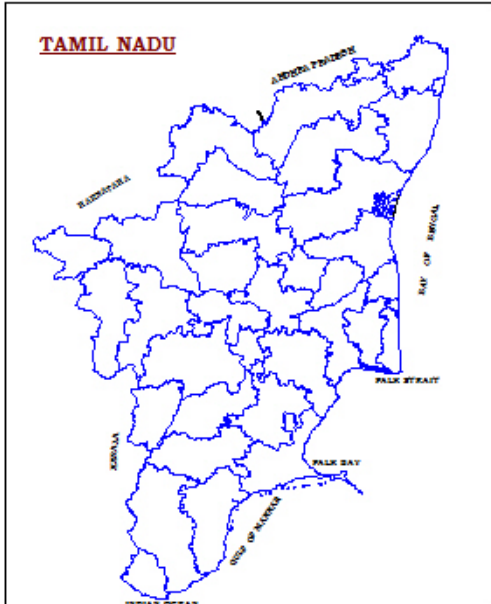 TAMIL NADU
ANDHRA PRADESH
KARNATAKA
BAY OF BENGAL
PALK STRAIT
KERALA
PALK BAY
GULF OF MANNAR
INDIAN OCEAN